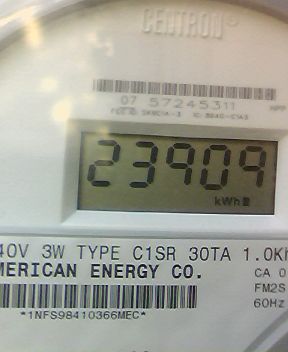 CENTRON®
07 57245311
23909
kWh
40V 3W TYPE C1SR 30TA 1.0Kh
MERICAN ENERGY CO.
CA 0
FM2S
60Hz
*1NFS98410366MEC*